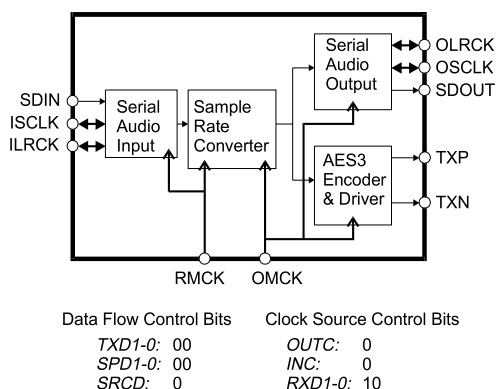 SDIN
ISCLK
ILRCK
Serial
Audio
Input
Sample
Rate
Converter
Serial
Audio
Output
OLRCK
OSCLK
SDOUT
AES3
Encoder
& Driver
TXP
TXN
RMCK
OMCK
Data Flow Control Bits
TXD1-0: 00
SPD1-0: 00
SRCD: 0
Clock Source Control Bits
OUTC: 0
INC: 0
RXD1-0: 10